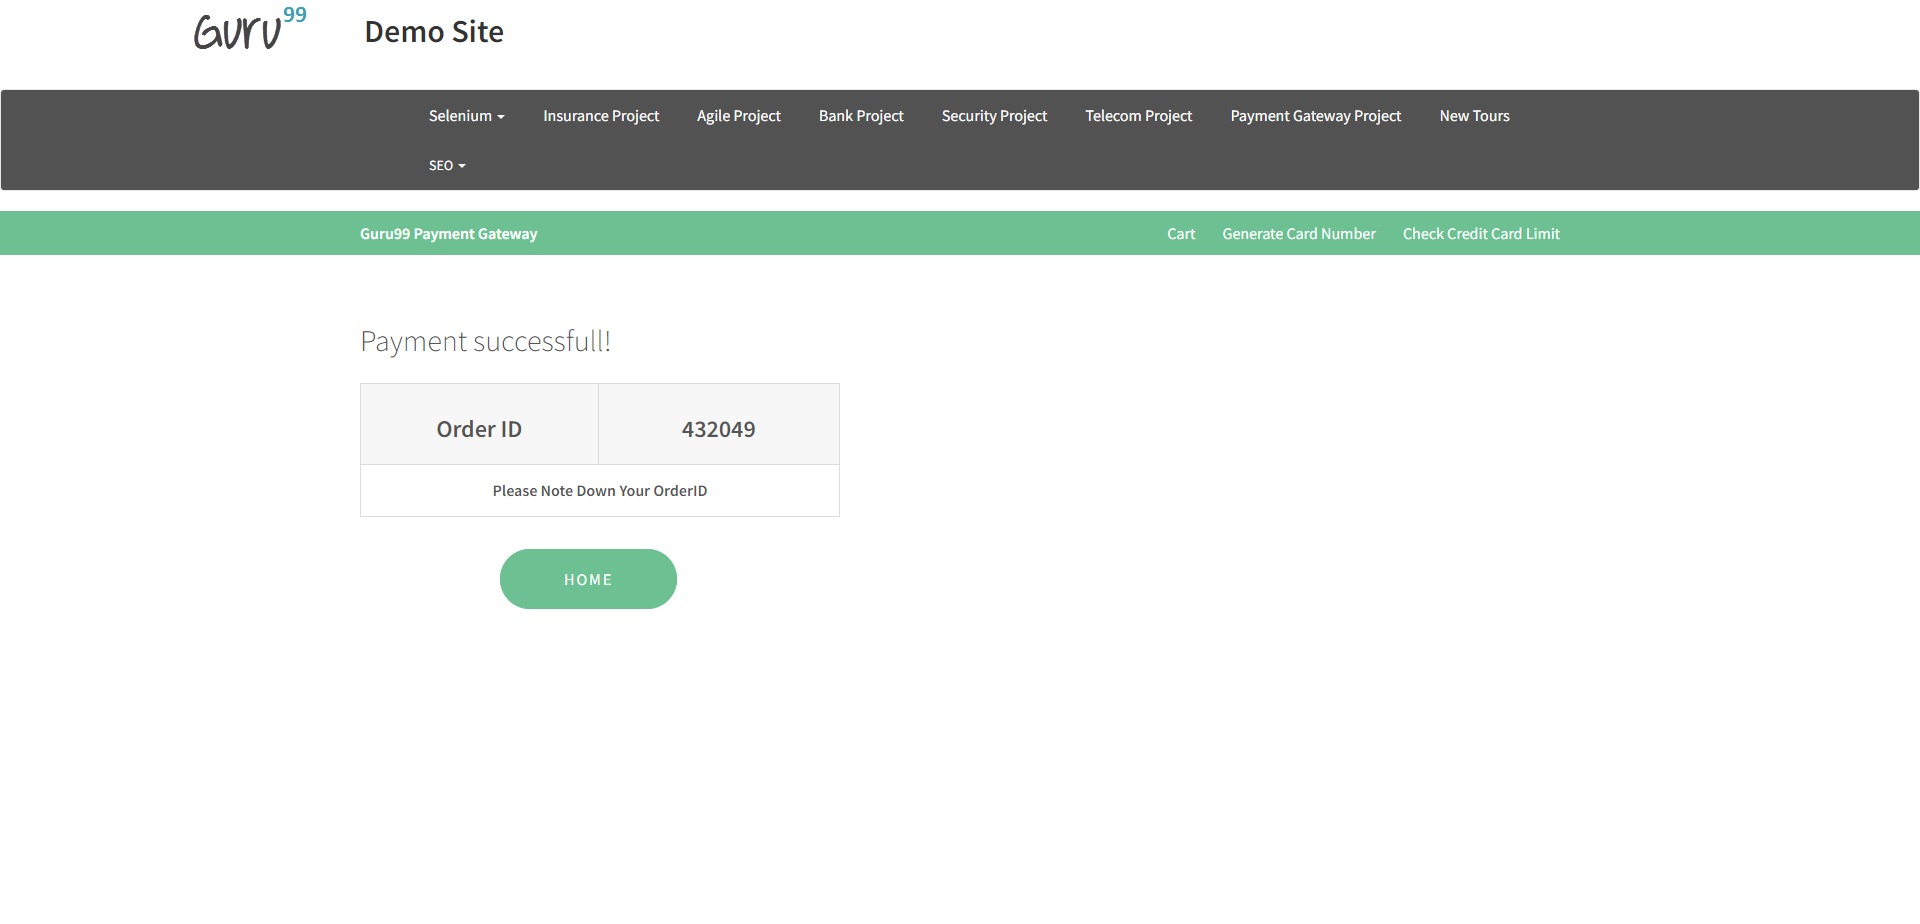 Guru99 Demo Site
Selenium Insurance Project Agile Project Bank Project Security Project Telecom Project Payment Gateway Project New Tours
SEO
Guru99 Payment Gateway Cart Generate Card Number Check Credit Card Limit
Payment successfull!
Order ID 432049
Please Note Down Your OrderID
HOME